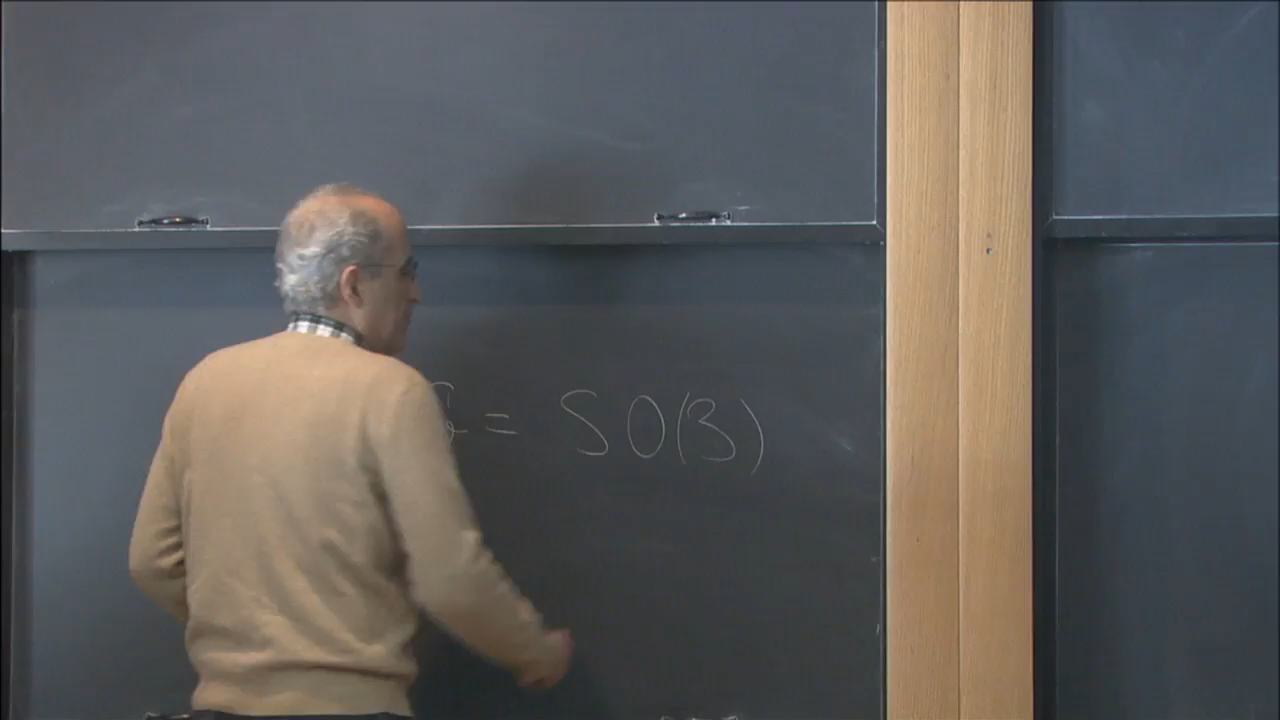 G = SO(3)